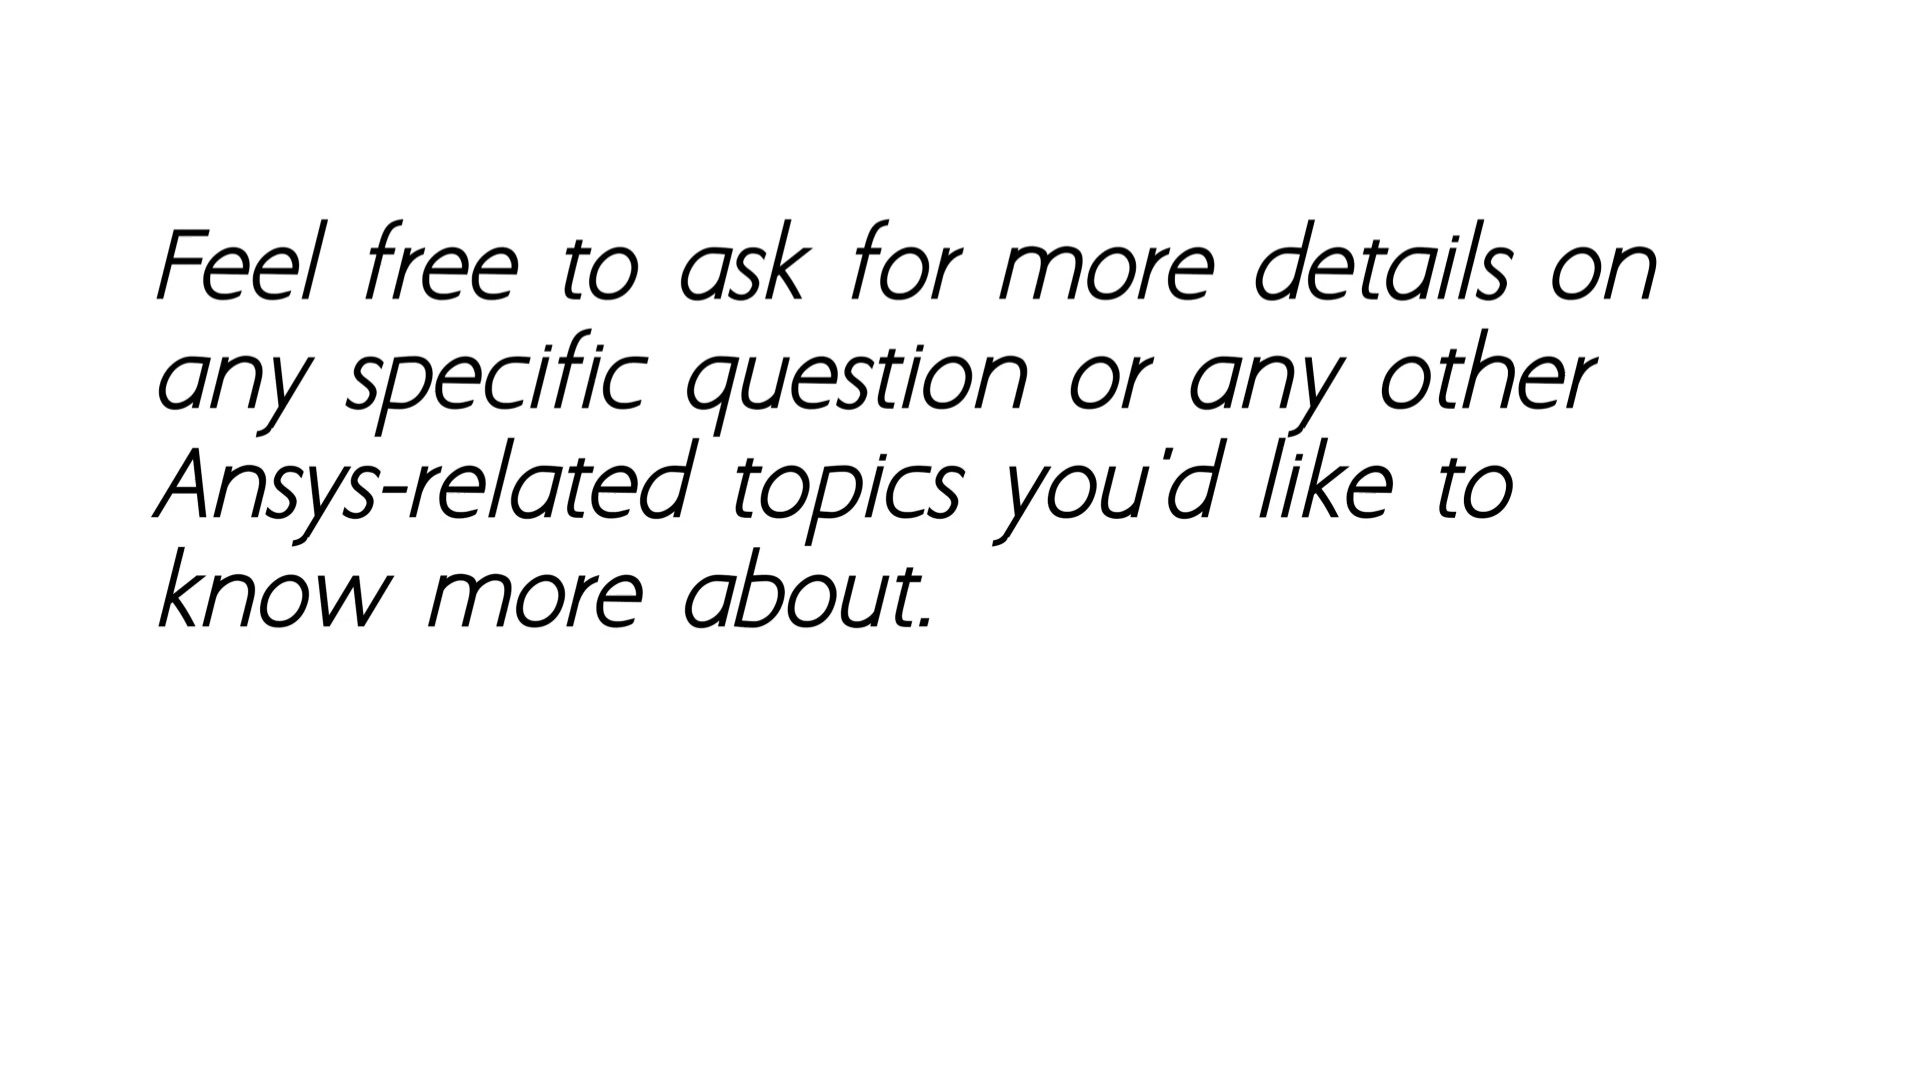 Feel free to ask for more details on
any specific question or any other
Ansys-related topics you'd like to
know more about.